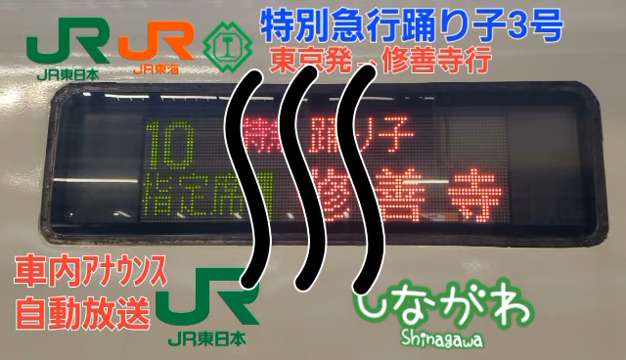 JR JR
JR東日本 JR東海
特別急行踊り子3号
東京発→修善寺行
10 特急 踊り子
指定席 修善寺
車内アナウンス
自動放送
JR
JR東日本
しながわ
Shinagawa